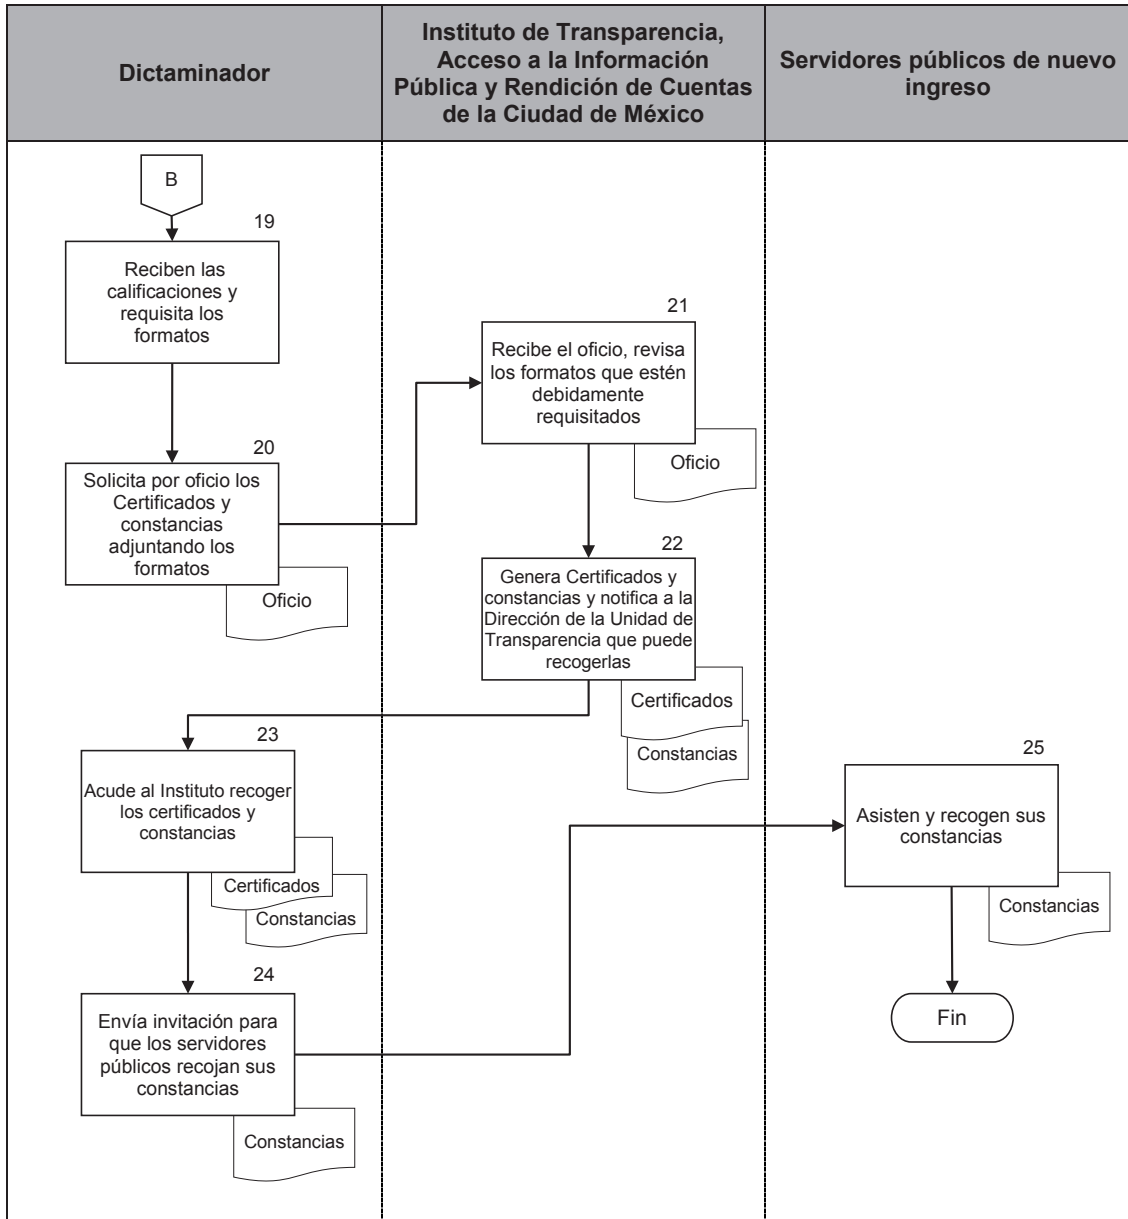 Dictaminador
Instituto de Transparencia,
Acceso a la Información
Pública y Rendición de Cuentas
de la Ciudad de México
Servidores públicos de nuevo
ingreso
B
19
Reciben las
calificaciones y
requisita los
formatos
20
Solicita por oficio los
Certificados y
constancias
adjuntando los
formatos
Oficio
21
Recibe el oficio, revisa
los formatos que estén
debidamente
requisitados
Oficio
22
Genera Certificados y
constancias y notifica a la
Dirección de la Unidad de
Transparencia que puede
recogerlas
Certificados
Constancias
23
Acude al Instituto recoger
los certificados y
constancias
Certificados
Constancias
24
Envía invitación para
que los servidores
públicos recojan sus
constancias
Constancias
25
Asisten y recogen sus
constancias
Constancias
Fin